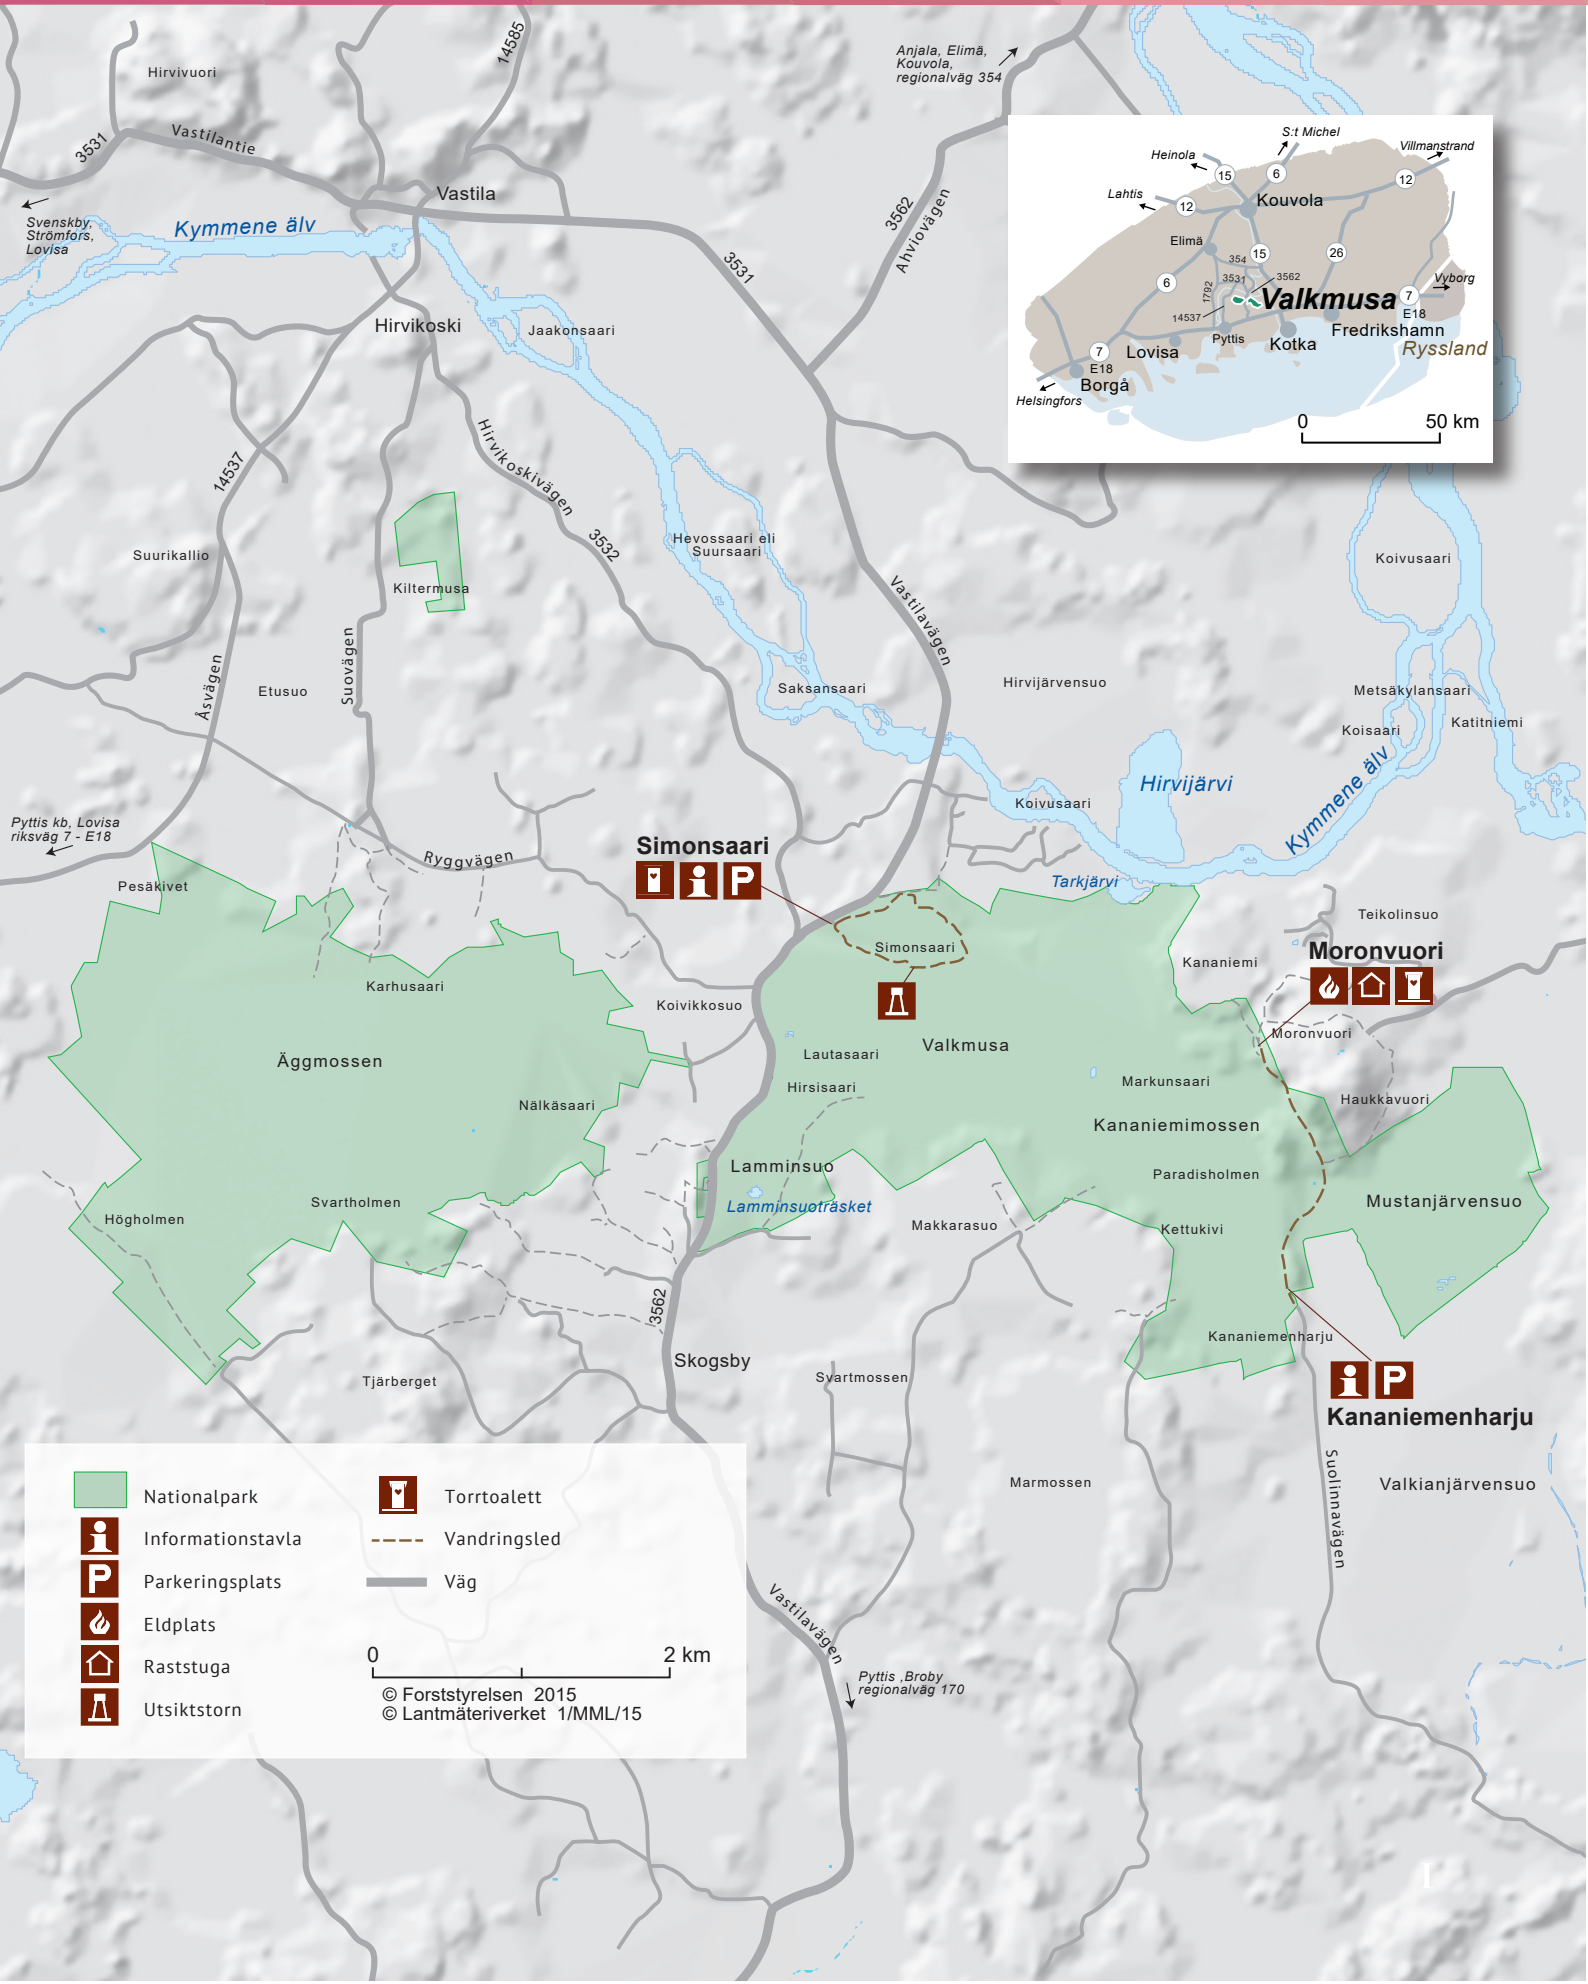 14585
Anjala, Elimä,
Kouvola,
regionalväg 354
Hirvivuori
3531
Vastilantie
Vastila
Svenskby,
Strömfors,
Lovisa
Kymmene älv
3562
Ahviovägen
3531
Hirvikoski
Jaakonsaari
S:t Michel
Heinola
Villmanstrand
15
6
12
Lahtis
12
Kouvola
Elimä
354
15
26
6
1792
3531
3562
Valkmusa
7
Vyborg
E18
14537
Pyttis
Kotka
Fredrikshamn
Ryssland
7
E18
Lovisa
Borgå
Helsingfors
0
50 km
14537
Hirvikoskivägen
3532
Suurikallio
Kiltermusa
Hevossaari eli
Suursaari
Vastilavägen
Koivusaari
Åsvägen
Etusuo
Suovägen
Saksansaari
Hirvijärvensuo
Metsäkylansaari
Koisaari
Katitniemi
Hirvijärvi
Kymmene älv
Koivusaari
Pyttis kb, Lovisa
riksväg 7 - E18
Ryggvägen
Simonsaari
P
Tarkjärvi
Pesäkivet
Teikolinsuo
Simonsaari
Kananiemi
Moronvuori
Karhusaari
Koivikkosuo
Moronvuori
Äggmossen
Lautasaari
Valkmusa
Hirsisaari
Markunsaari
Haukkavuori
Nälkäsaari
Kananiemimossen
Lamminsuo
Paradisholmen
Svartholmen
Lamminsuoträsket
Mustanjärvensuo
Högholmen
Makkarasuo
Kettukivi
3562
Kananiemenharju
Skogsby
Tjärberget
Svartmossen
P
Kananiemenharju
Marmossen
Suolinnavägen
Valkianjärvensuo
Nationalpark
Torrtoalett
Informationstavla
Vandringsled
P
Parkeringsplats
Väg
Eldplats
Raststuga
0
2 km
Utsiktstorn
© Forststyrelsen 2015
© Lantmäteriverket 1/MML/15
Vastilavägen
Pyttis ,Broby
regionalväg 170
1